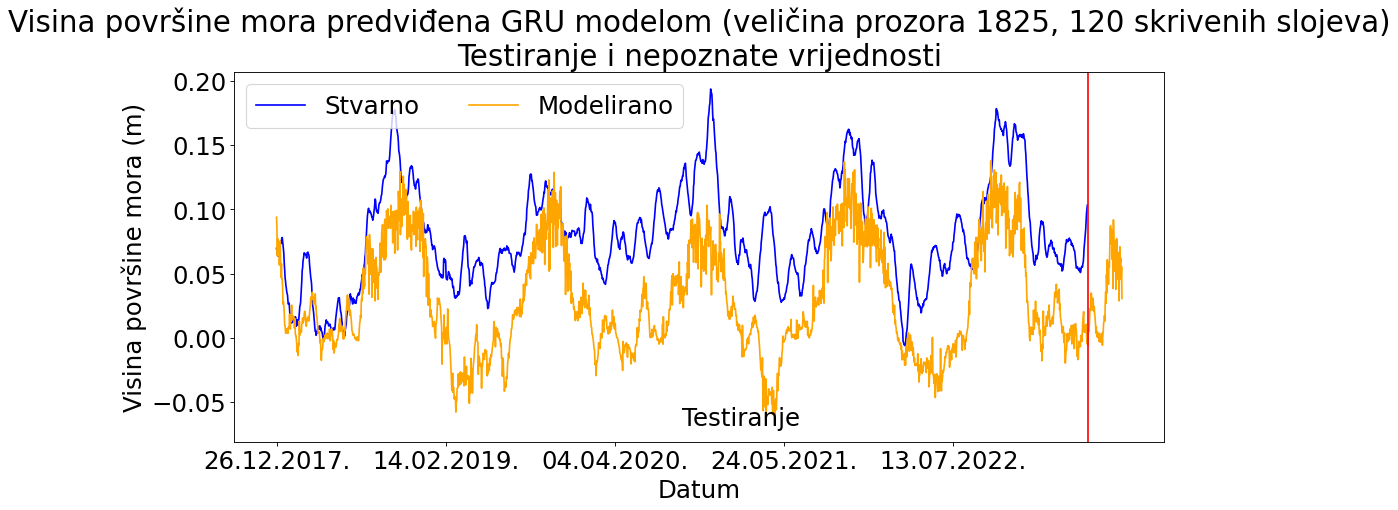 Visina površine mora predviđena GRU modelom (veličina prozora 1825, 120 skrivenih slojeva)
Testiranje i nepoznate vrijednosti
Stvarno Modelirano
Visina površine mora (m)
0.20
0.15
0.10
0.05
0.00
−0.05
Testiranje
26.12.2017. 14.02.2019. 04.04.2020. 24.05.2021. 13.07.2022.
Datum